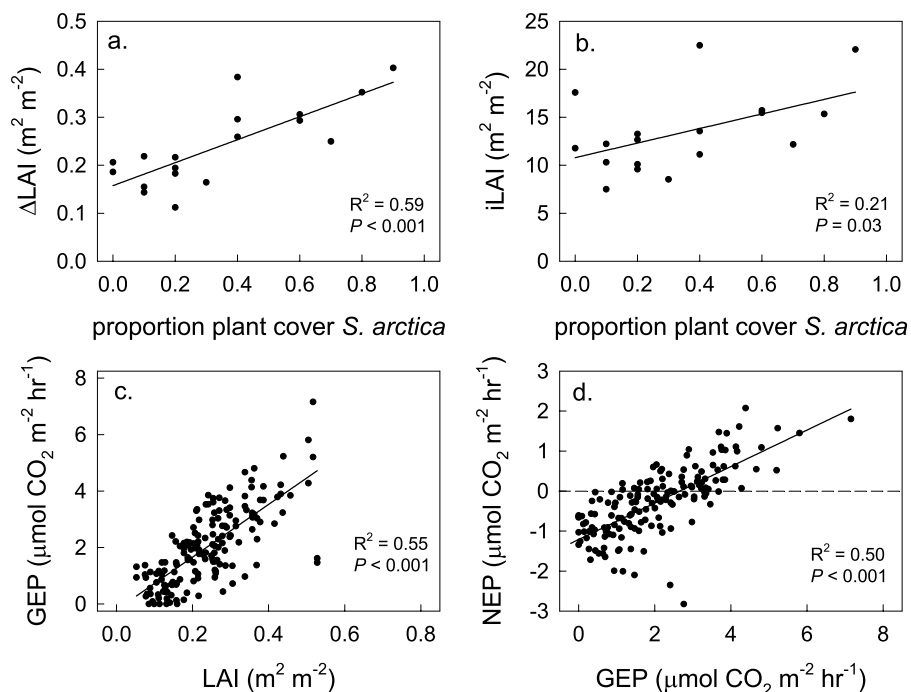 a.
ΔLAI (m² m⁻²)
0.5
0.4
0.3
0.2
0.1
0.0
R² = 0.59
P < 0.001
0.0 0.2 0.4 0.6 0.8 1.0
proportion plant cover S. arctica
b.
iLAI (m² m⁻²)
25
20
15
10
5
0
R² = 0.21
P = 0.03
0.0 0.2 0.4 0.6 0.8 1.0
proportion plant cover S. arctica
c.
GEP (μmol CO₂ m⁻² hr⁻¹)
8
6
4
2
0
R² = 0.55
P < 0.001
0.0 0.2 0.4 0.6 0.8
LAI (m² m⁻²)
d.
NEP (μmol CO₂ m⁻² hr⁻¹)
3
2
1
0
-1
-2
-3
R² = 0.50
P < 0.001
0 2 4 6 8
GEP (μmol CO₂ m⁻² hr⁻¹)